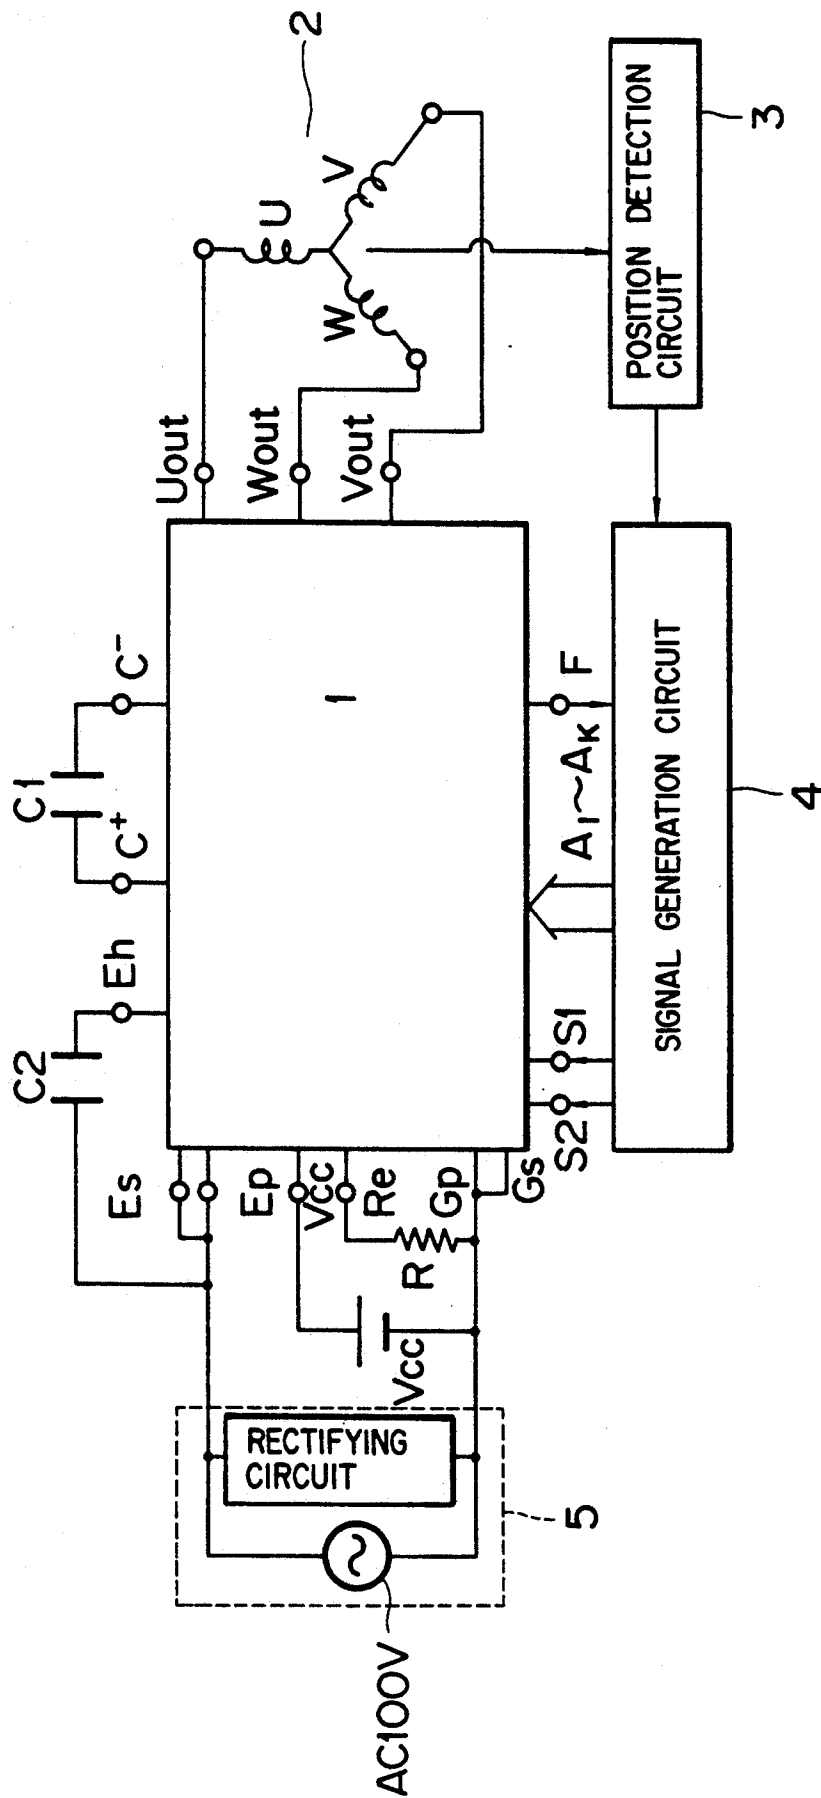 C2
C1
Eh
C+
C-
Es
Ep
Vcc
Re
Gp
Gs
R
Vcc
RECTIFYING
CIRCUIT
AC100V
5
1
Uout
Wout
Vout
U
V
W
2
S2
S1
A1~AK
F
SIGNAL GENERATION CIRCUIT
4
POSITION DETECTION
CIRCUIT
3